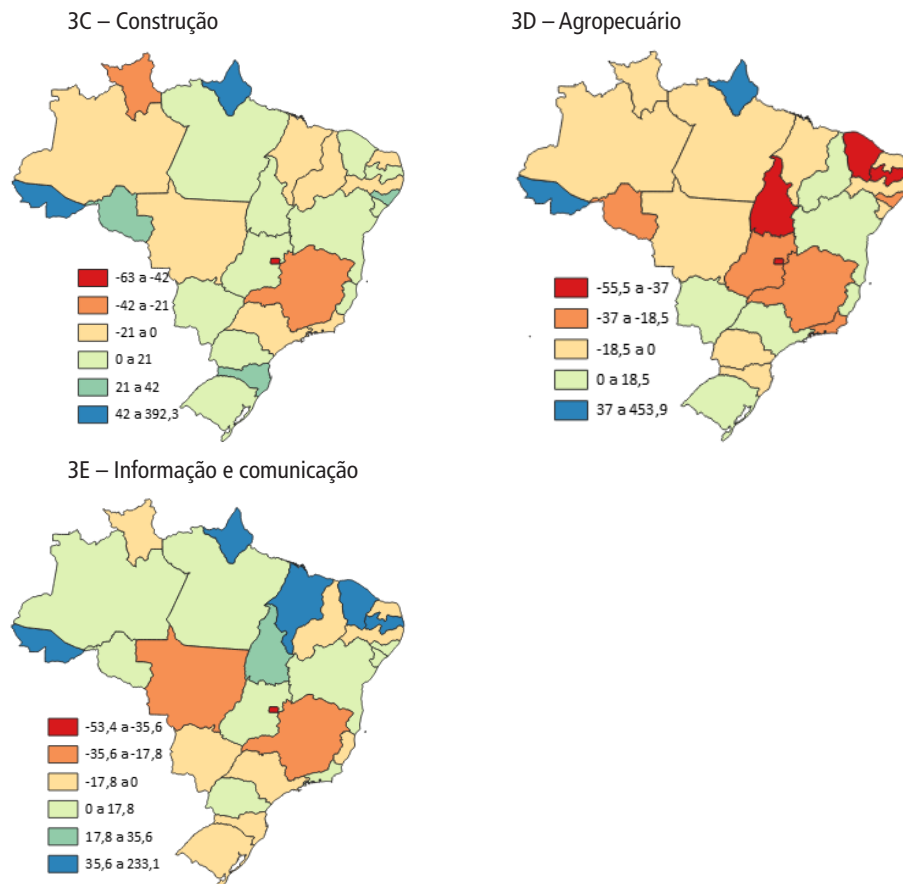 3C – Construção
-63 a -42
-42 a -21
-21 a 0
0 a 21
21 a 42
42 a 392,3
3D – Agropecuário
-55,5 a -37
-37 a -18,5
-18,5 a 0
0 a 18,5
37 a 453,9
3E – Informação e comunicação
-53,4 a -35,6
-35,6 a -17,8
-17,8 a 0
0 a 17,8
17,8 a 35,6
35,6 a 233,1